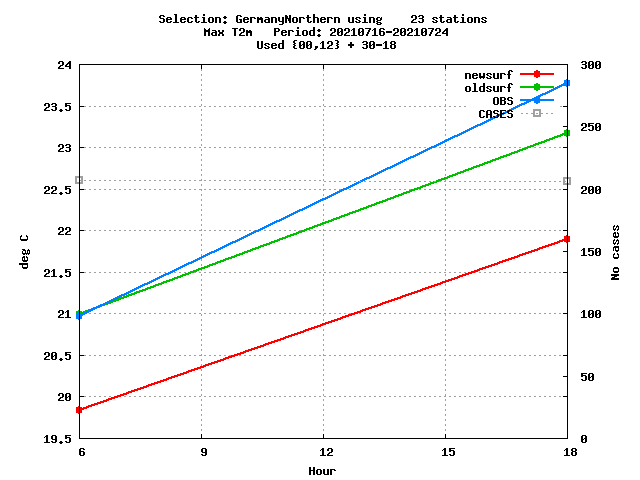 Selection: GermanyNorthern using    23 stations
Max T2m   Period: 20210716-20210724
Used {00,12} + 30-18
24
23.5
23
22.5
22
21.5
21
20.5
20
19.5
deg C
newsurf
oldsurf
OBS
CASES
300
250
200
150
100
50
0
No cases
6
9
12
15
18
Hour